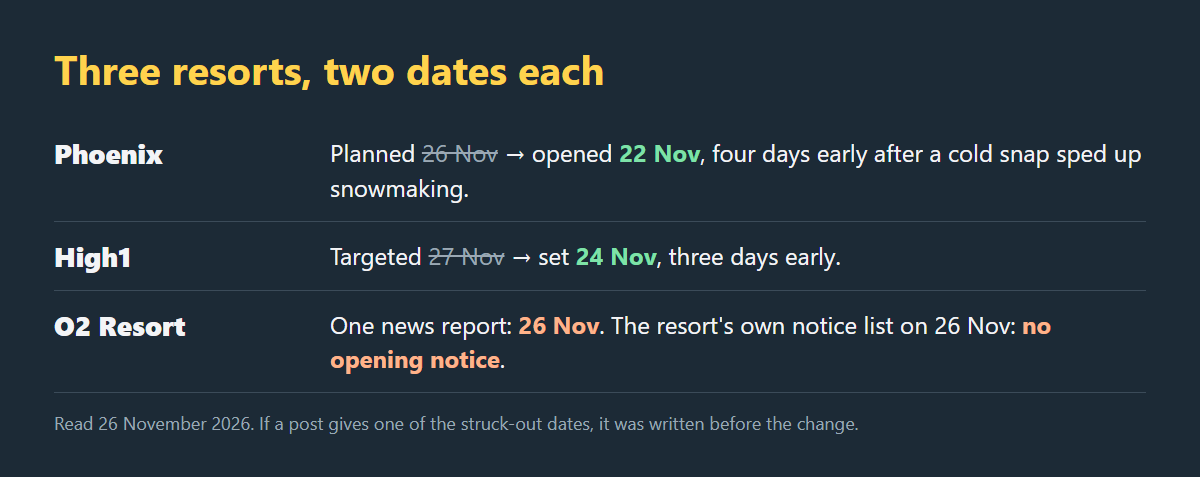 Three resorts, two dates each
Phoenix
Planned 26 Nov → opened 22 Nov, four days early after a cold snap sped up
snowmaking.
High1
Targeted 27 Nov → set 24 Nov, three days early.
O2 Resort
One news report: 26 Nov. The resort's own notice list on 26 Nov: no
opening notice.
Read 26 November 2026. If a post gives one of the struck-out dates, it was written before the change.